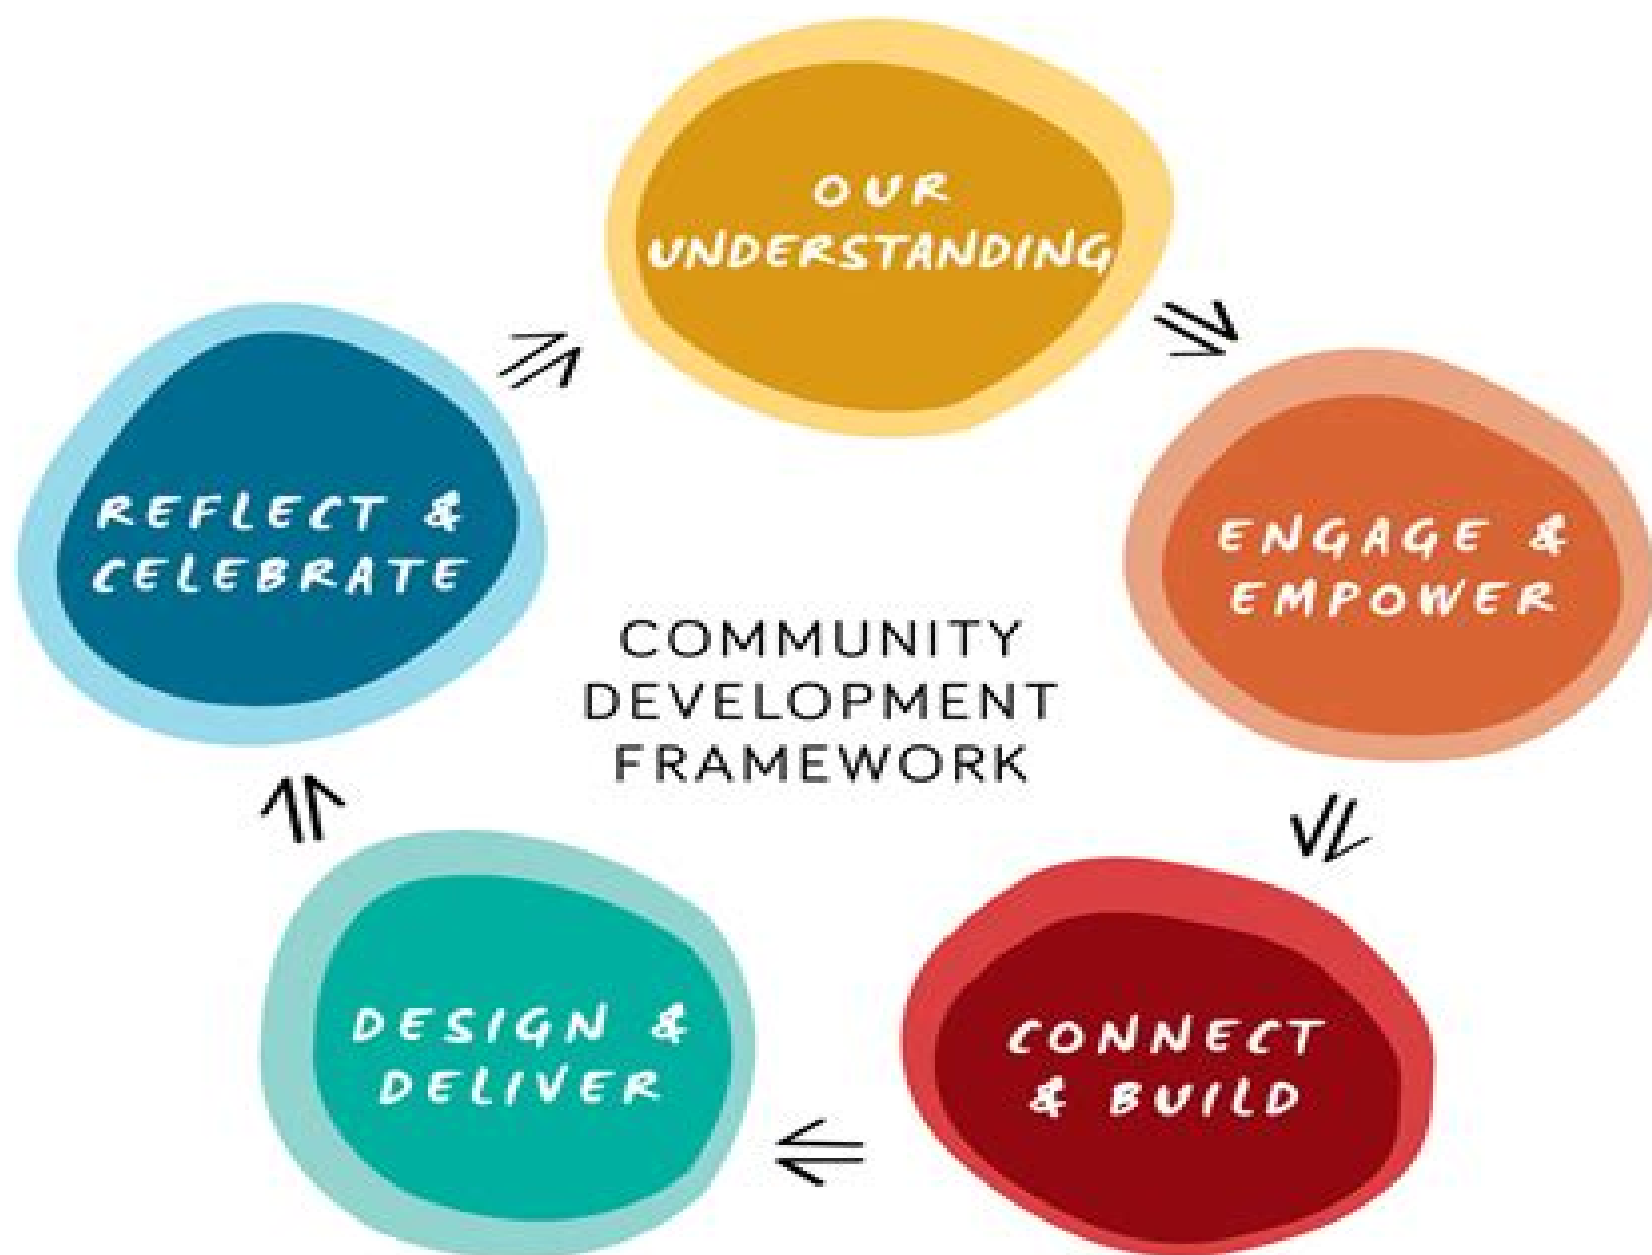 OUR
UNDERSTANDING
ENGAGE &
EMPOWER
CONNECT
& BUILD
DESIGN &
DELIVER
REFLECT &
CELEBRATE
COMMUNITY
DEVELOPMENT
FRAMEWORK